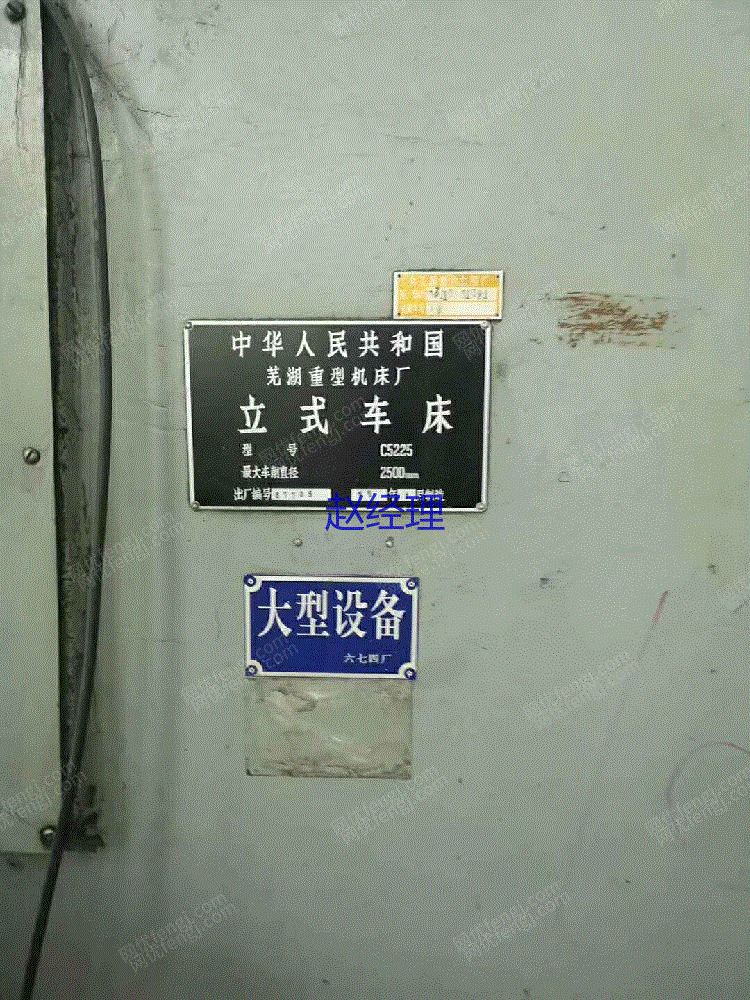 中华人民共和国
芜湖重型机床厂
立式车床
型 号 C5225
最大车削直径 2500mm
出厂编号
赵经理
大型设备
六七四厂